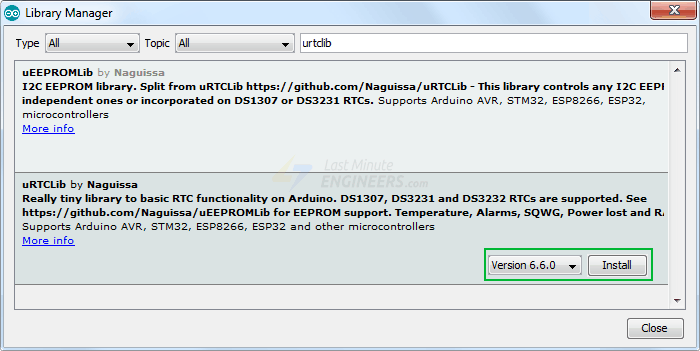 Library Manager
Type All Topic All urtclib
uEEPROMLib by Naguissa
I2C EEPROM library. Split from uRTCLib https://github.com/Naguissa/uRTCLib - This library controls any I2C EEPI
independent ones or incorporated on DS1307 or DS3231 RTCs. Supports Arduino AVR, STM32, ESP8266, ESP32,
microcontrollers
More info
Last Minute
ENGINEERS.com
uRTCLib by Naguissa
Really tiny library to basic RTC functionality on Arduino. DS1307, DS3231 and DS3232 RTCs are supported. See
https://github.com/Naguissa/uEEPROMLib for EEPROM support. Temperature, Alarms, SQWG, Power lost and RA
Supports Arduino AVR, STM32, ESP8266, ESP32 and other microcontrollers
More info
Version 6.6.0 Install
Close